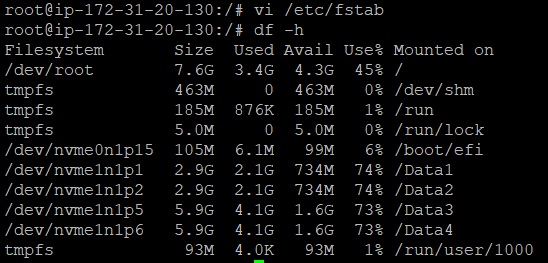 root@ip-172-31-20-130:/# vi /etc/fstab
root@ip-172-31-20-130:/# df -h
Filesystem       Size  Used Avail Use% Mounted on
/dev/root        7.6G  3.4G  4.3G  45% /
tmpfs            463M     0  463M   0% /dev/shm
tmpfs            185M  876K  185M   1% /run
tmpfs            5.0M     0  5.0M   0% /run/lock
/dev/nvme0n1p15  105M  6.1M   99M   6% /boot/efi
/dev/nvme1n1p1   2.9G  2.1G  734M  74% /Data1
/dev/nvme1n1p2   2.9G  2.1G  734M  74% /Data2
/dev/nvme1n1p5   5.9G  4.1G  1.6G  73% /Data3
/dev/nvme1n1p6   5.9G  4.1G  1.6G  73% /Data4
tmpfs             93M  4.0K   93M   1% /run/user/1000